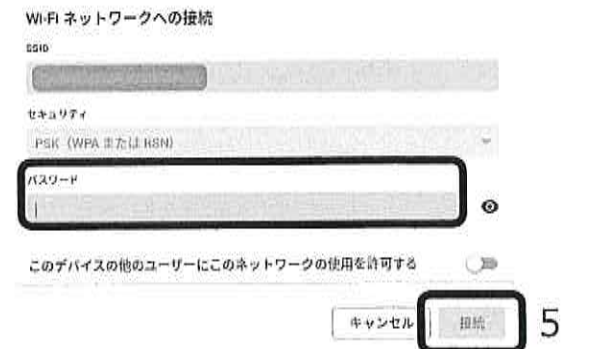 Wi-Fi ネットワークへの接続
SSID
セキュリティ
PSK (WPA または RSN)
パスワード
このデバイスの他のユーザーにこのネットワークの使用を許可する
キャンセル
接続
5